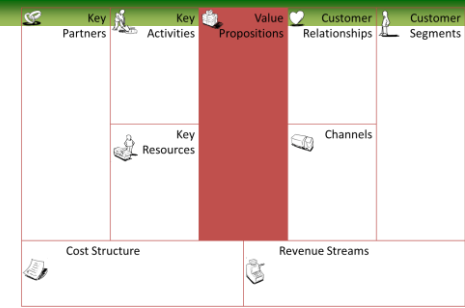 Key
Partners
Key
Activities
Value
Propositions
Customer
Relationships
Customer
Segments
Key
Resources
Channels
Cost Structure
Revenue Streams